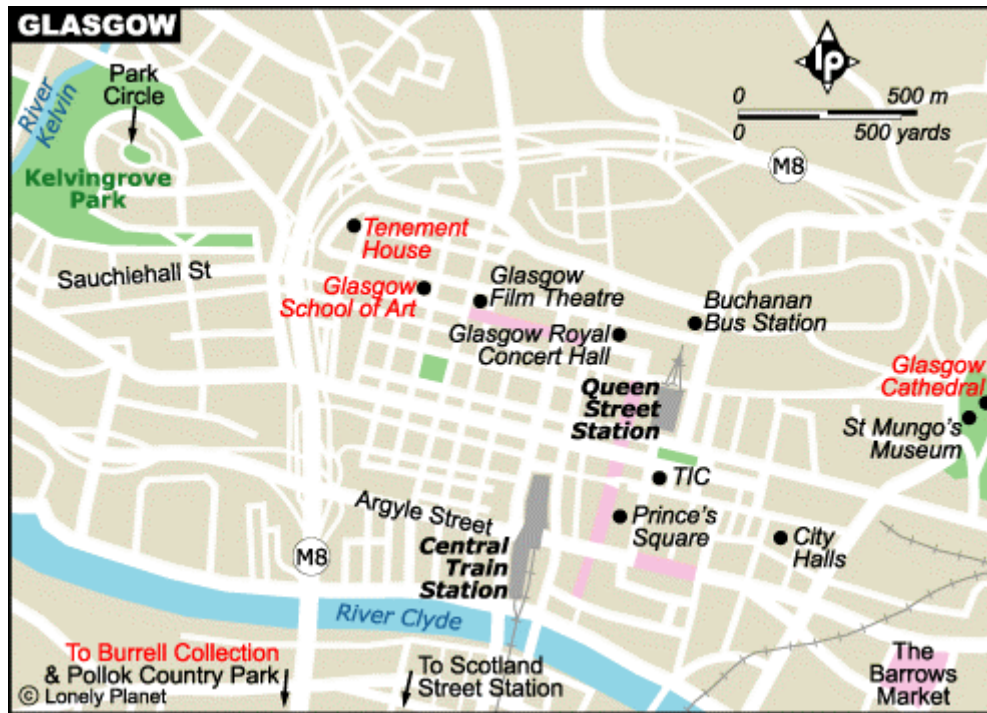 GLASGOW
Park
Circle
River
Kelvin
Kelvingrove
Park
lp
0 500 m
0 500 yards
M8
Tenement
House
Sauchiehall St
Glasgow
School of Art
Glasgow
Film Theatre
Buchanan
Bus Station
Glasgow Royal
Concert Hall
Queen
Street
Station
Glasgow
Cathedral
St Mungo's
Museum
TIC
Argyle Street
Prince's
Square
City
Halls
Central
Train
Station
M8
River Clyde
To Burrell Collection
& Pollok Country Park
© Lonely Planet
To Scotland
Street Station
The
Barrows
Market